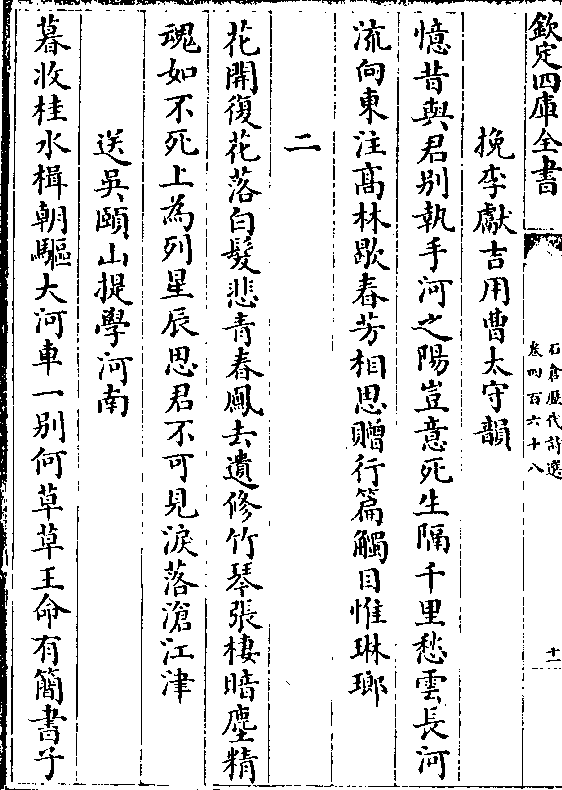 欽定四庫全書
石倉歴代詩選
卷四百六十八
十一
挽李獻吉用曹太守韻
憶昔與君别執手河之陽豈意死生隔千里愁雲長河
流向東注髙林歇春芳相思贈行篇觸目惟琳瑯
二
花開復花落白髮悲青春鳳去遺修竹琴張棲暗塵精
魂如不死上為列星辰思君不可見淚落滄江津
送吳頤山提學河南
暮收桂水楫朝驅大河車一别何草草王命有簡書子